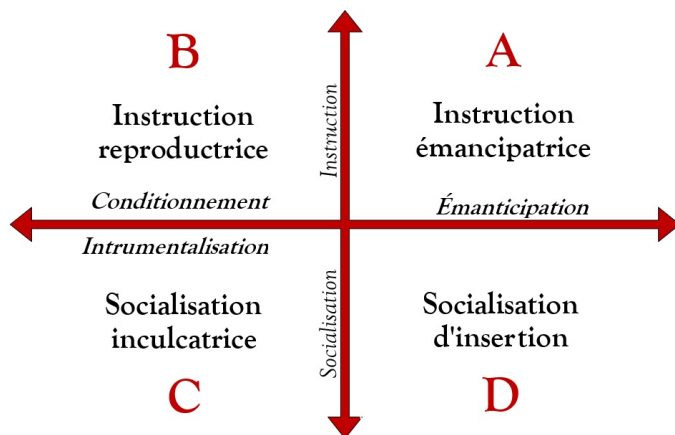 B
A
Instruction
reproductrice
Instruction
Instruction
émancipatrice
Conditionnement
Émanticipation
Intrumentalisation
Socialisation
inculcatrice
Socialisation
Socialisation
d'insertion
C
D